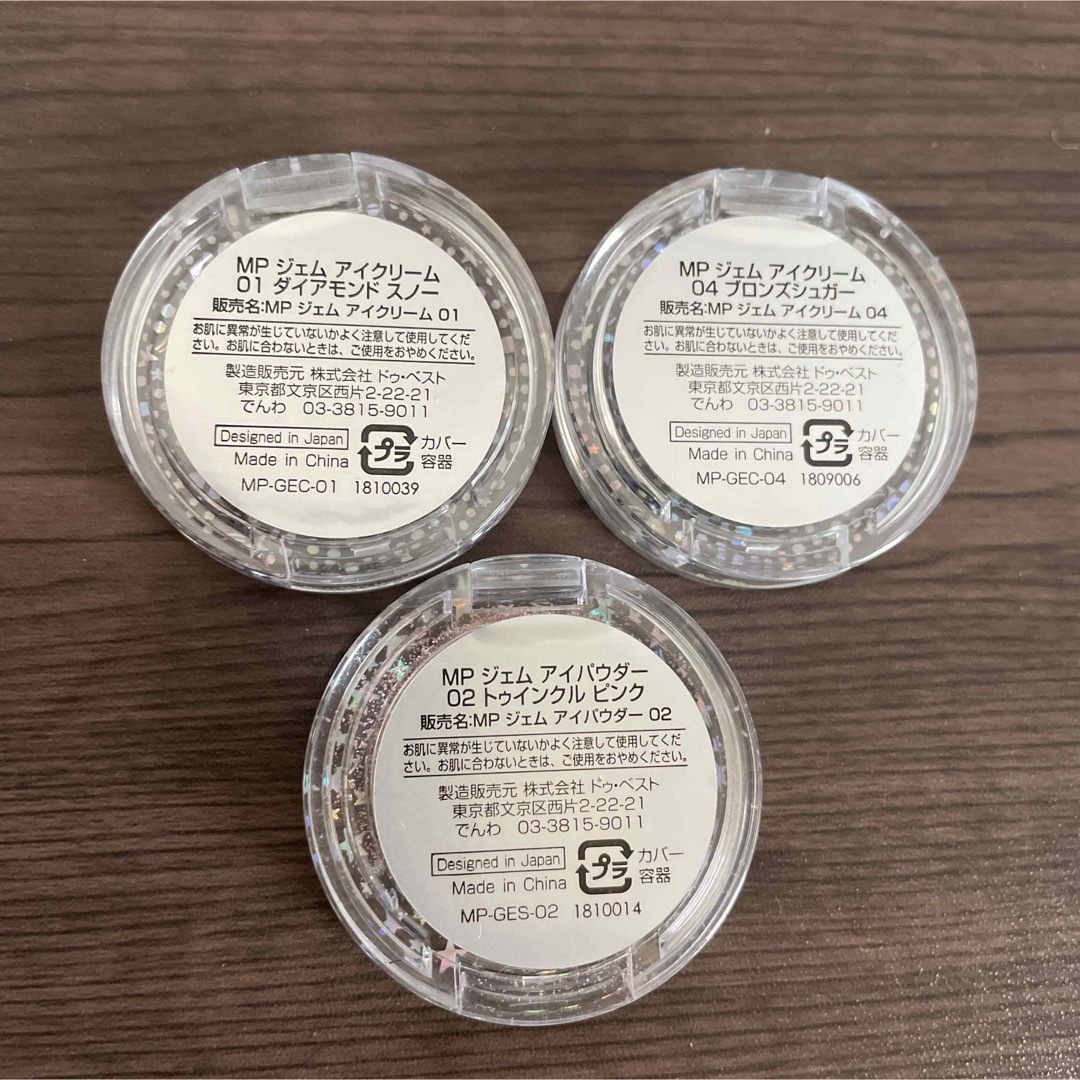 MP ジェム アイクリーム
01 ダイアモンド スノー
販売名:MP ジェム アイクリーム 01
お肌に異常が生じていないかよく注意して使用してくだ
さい。お肌に合わないときは、ご使用をおやめください。
製造販売元 株式会社 ドゥ・ベスト
東京都文京区西片2-22-21
でんわ 03-3815-9011
Designed in Japan
Made in China
プラ
カバー
容器
MP-GEC-01 1810039
MP ジェム アイクリーム
04 ブロンズシュガー
販売名:MP ジェム アイクリーム 04
お肌に異常が生じていないかよく注意して使用してくだ
さい。お肌に合わないときは、ご使用をおやめください。
製造販売元 株式会社 ドゥ・ベスト
東京都文京区西片2-22-21
でんわ 03-3815-9011
Designed in Japan
Made in China
プラ
カバー
容器
MP-GEC-04 1809006
MP ジェム アイパウダー
02 トゥインクル ピンク
販売名:MP ジェム アイパウダー 02
お肌に異常が生じていないかよく注意して使用してくだ
さい。お肌に合わないときは、ご使用をおやめください。
製造販売元 株式会社 ドゥ・ベスト
東京都文京区西片2-22-21
でんわ 03-3815-9011
Designed in Japan
Made in China
プラ
カバー
容器
MP-GES-02 1810014